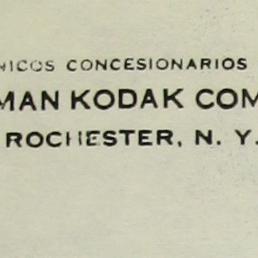 NICOS CONCESIONARIOS
MAN KODAK COM
ROCHESTER, N. Y.